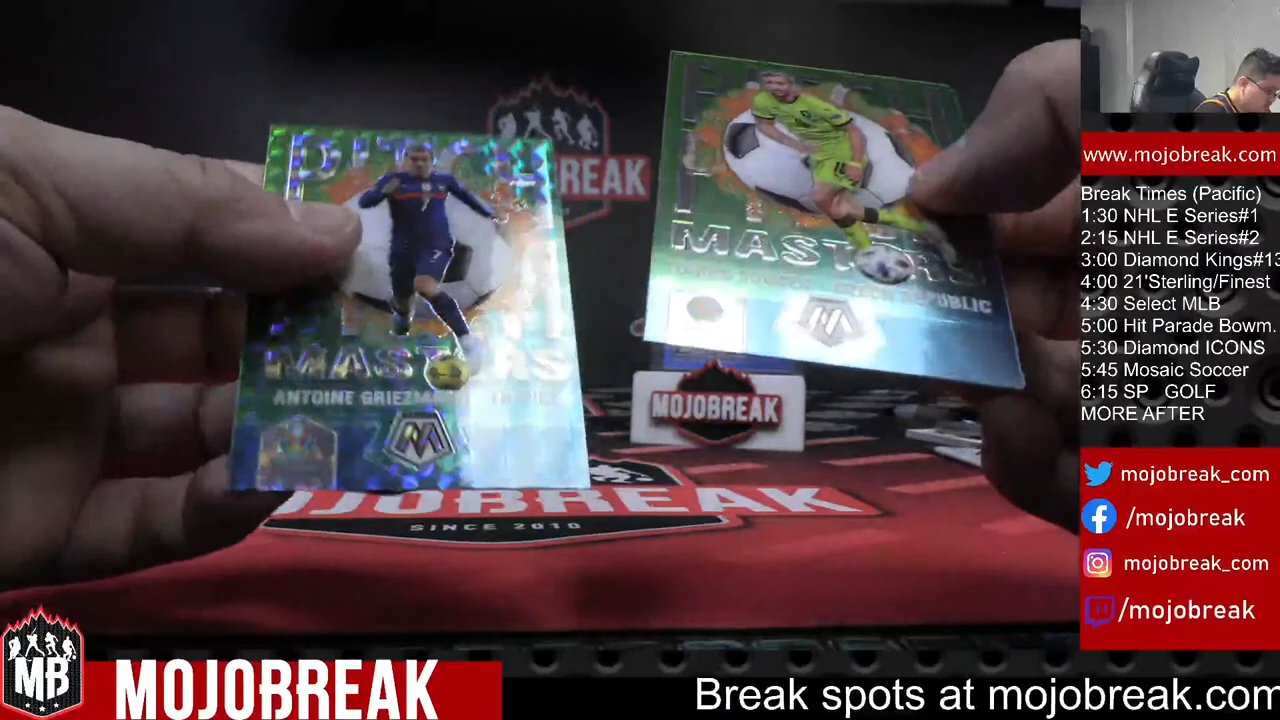 PITCH
MASTERS
ANTOINE
MASTERS
REPUBLIC
BREAK
MOJOBREAK
MOJOBREAK
SINCE 2010
www.mojobreak.com
Break Times (Pacific)
1:30 NHL E Series#1
2:15 NHL E Series#2
3:00 Diamond Kings#13
4:00 21'Sterling/Finest
4:30 Select MLB
5:00 Hit Parade Bowm.
5:30 Diamond ICONS
5:45 Mosaic Soccer
6:15 SP GOLF
MORE AFTER
mojobreak_com
/mojobreak
mojobreak_com
/mojobreak
MB
MOJOBREAK
Break spots at mojobreak.com